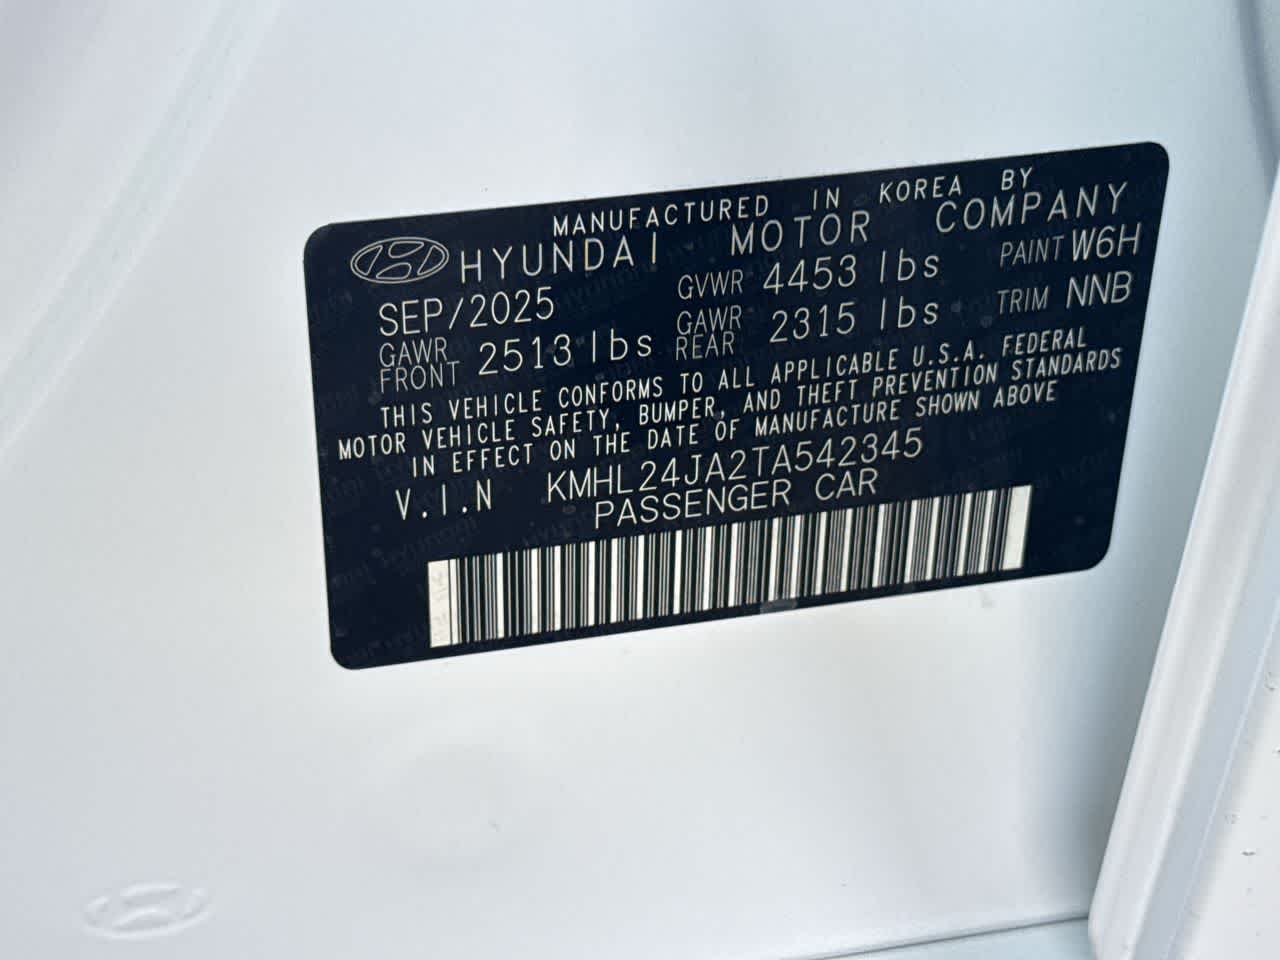 MANUFACTURED IN KOREA BY
HYUNDAI MOTOR COMPANY
SEP/2025 GVWR 4453 lbs PAINT W6H
GAWR FRONT 2513 lbs GAWR REAR 2315 lbs TRIM NNB
THIS VEHICLE CONFORMS TO ALL APPLICABLE U.S.A. FEDERAL
MOTOR VEHICLE SAFETY, BUMPER, AND THEFT PREVENTION STANDARDS
IN EFFECT ON THE DATE OF MANUFACTURE SHOWN ABOVE
V.I.N KMHL24JA2TA542345
PASSENGER CAR